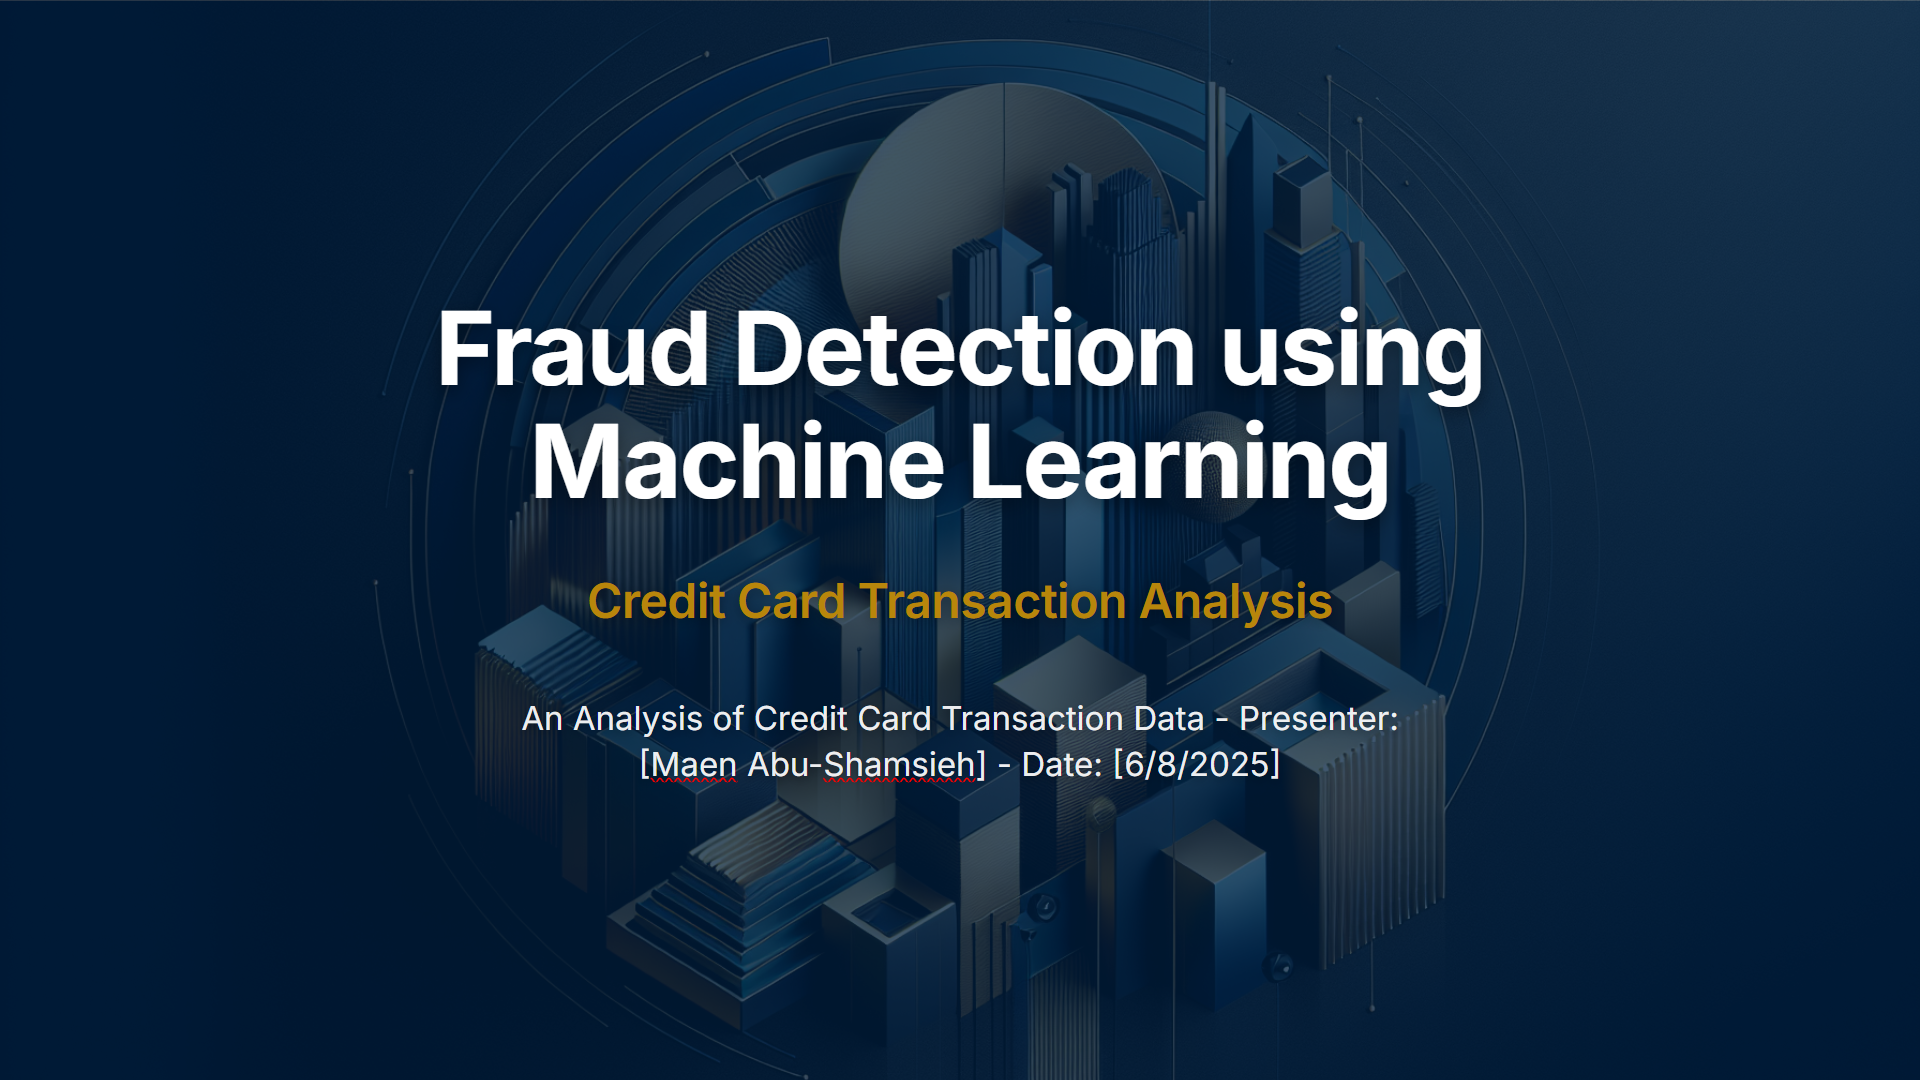 Fraud Detection using
Machine Learning
Credit Card Transaction Analysis
An Analysis of Credit Card Transaction Data - Presenter:
[Maen Abu-Shamsieh] - Date: [6/8/2025]